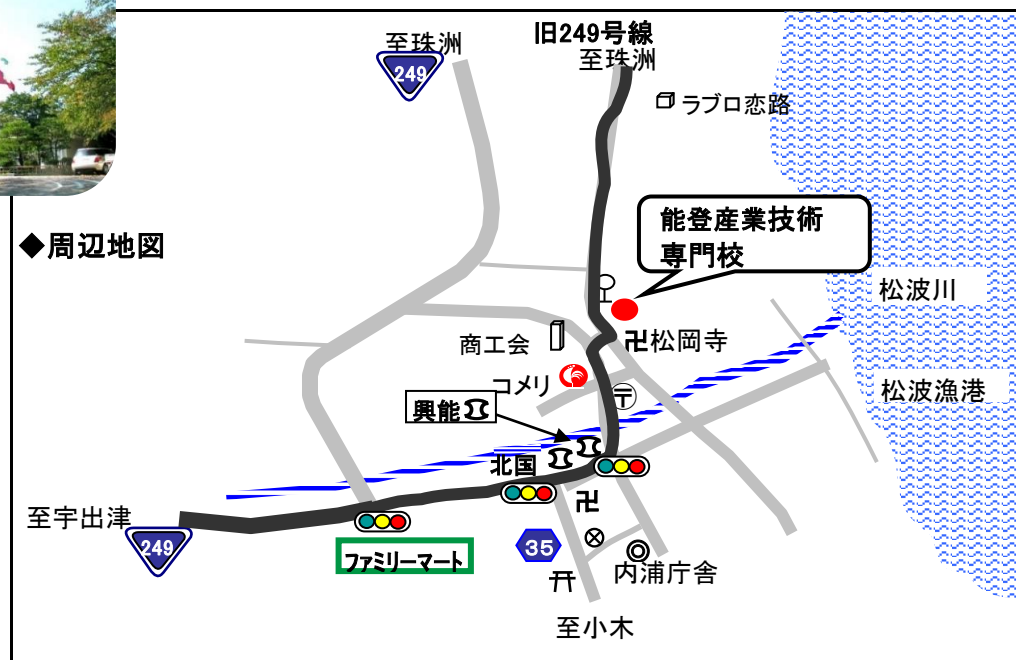 旧249号線
至珠洲
至珠洲
249
ラブロ恋路
能登産業技術
専門校
◆周辺地図
松波川
商工会
卍松岡寺
コメリ
〒
松波漁港
興能
北国
卍
至宇出津
249
ファミリーマート
35
内浦庁舎
至小木